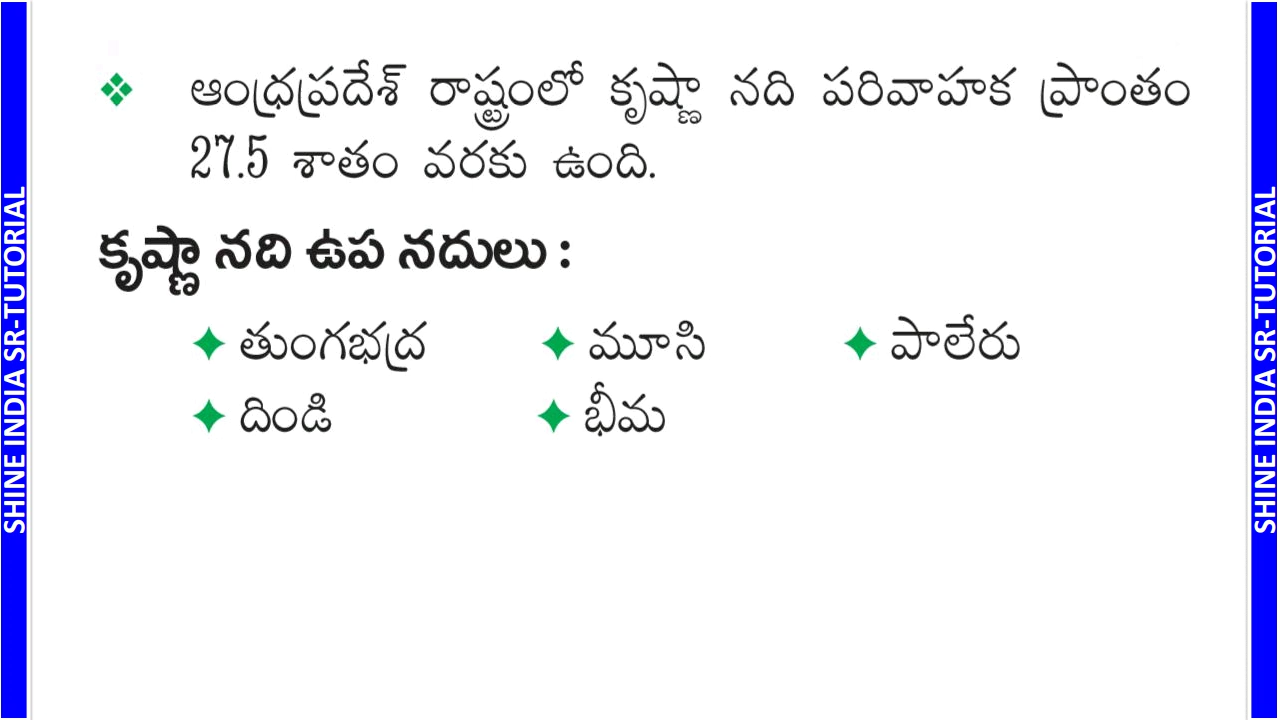 SHINE INDIA SR-TUTORIAL
❖ ఆంధ్రప్రదేశ్ రాష్ట్రంలో కృష్ణా నది పరివాహక ప్రాంతం
27.5 శాతం వరకు ఉంది.
కృష్ణా నది ఉప నదులు :
✦ తుంగభద్ర ✦ మూసి ✦ పాలేరు
✦ దిండి ✦ భీమ
SHINE INDIA SR-TUTORIAL